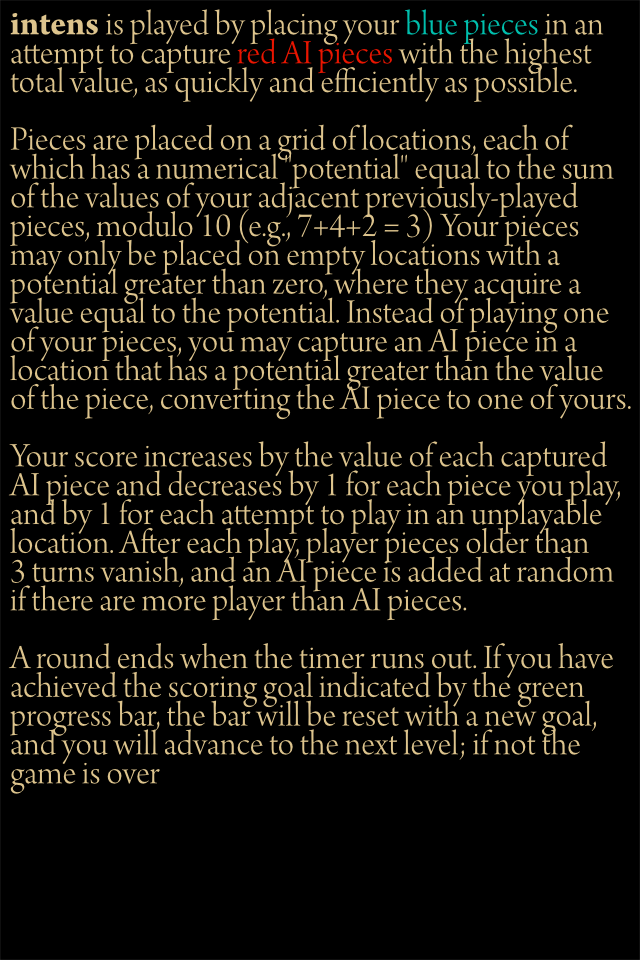 intens is played by placing your blue pieces in an
attempt to capture red AI pieces with the highest
total value, as quickly and efficiently as possible.
Pieces are placed on a grid of locations, each of
which has a numerical "potential" equal to the sum
of the values of your adjacent previously-played
pieces, modulo 10 (e.g., 7+4+2 = 3) Your pieces
may only be placed on empty locations with a
potential greater than zero, where they acquire a
value equal to the potential. Instead of playing one
of your pieces, you may capture an AI piece in a
location that has a potential greater than the value
of the piece, converting the AI piece to one of yours.
Your score increases by the value of each captured
AI piece and decreases by 1 for each piece you play,
and by 1 for each attempt to play in an unplayable
location. After each play, player pieces older than
3 turns vanish, and an AI piece is added at random
if there are more player than AI pieces.
A round ends when the timer runs out. If you have
achieved the scoring goal indicated by the green
progress bar, the bar will be reset with a new goal,
and you will advance to the next level; if not the
game is over